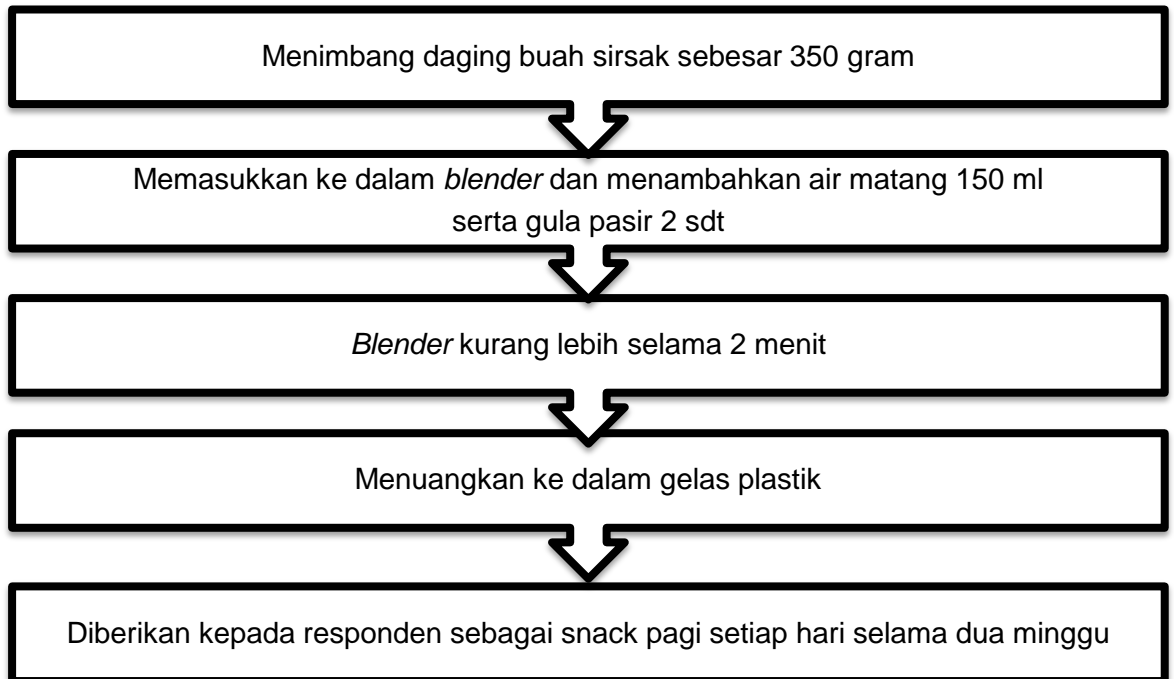 Menimbang daging buah sirsak sebesar 350 gram
Memasukkan ke dalam blender dan menambahkan air matang 150 ml
serta gula pasir 2 sdt
Blender kurang lebih selama 2 menit
Menuangkan ke dalam gelas plastik
Diberikan kepada responden sebagai snack pagi setiap hari selama dua minggu